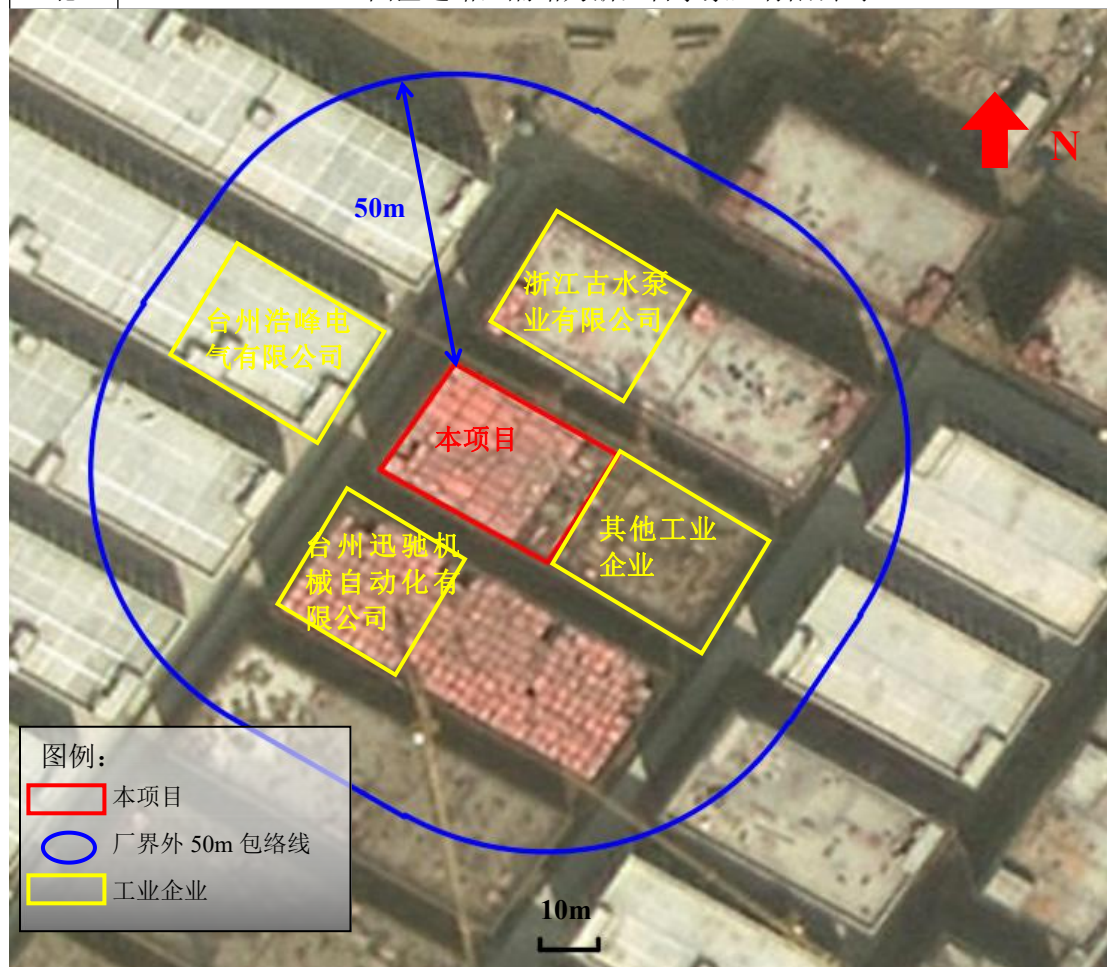 N
50m
浙江古水泵
业有限公司
台州浩峰电
气有限公司
本项目
其他工业
企业
台州迅驰机
械自动化有
限公司
图例：
本项目
厂界外 50m 包络线
工业企业
10m